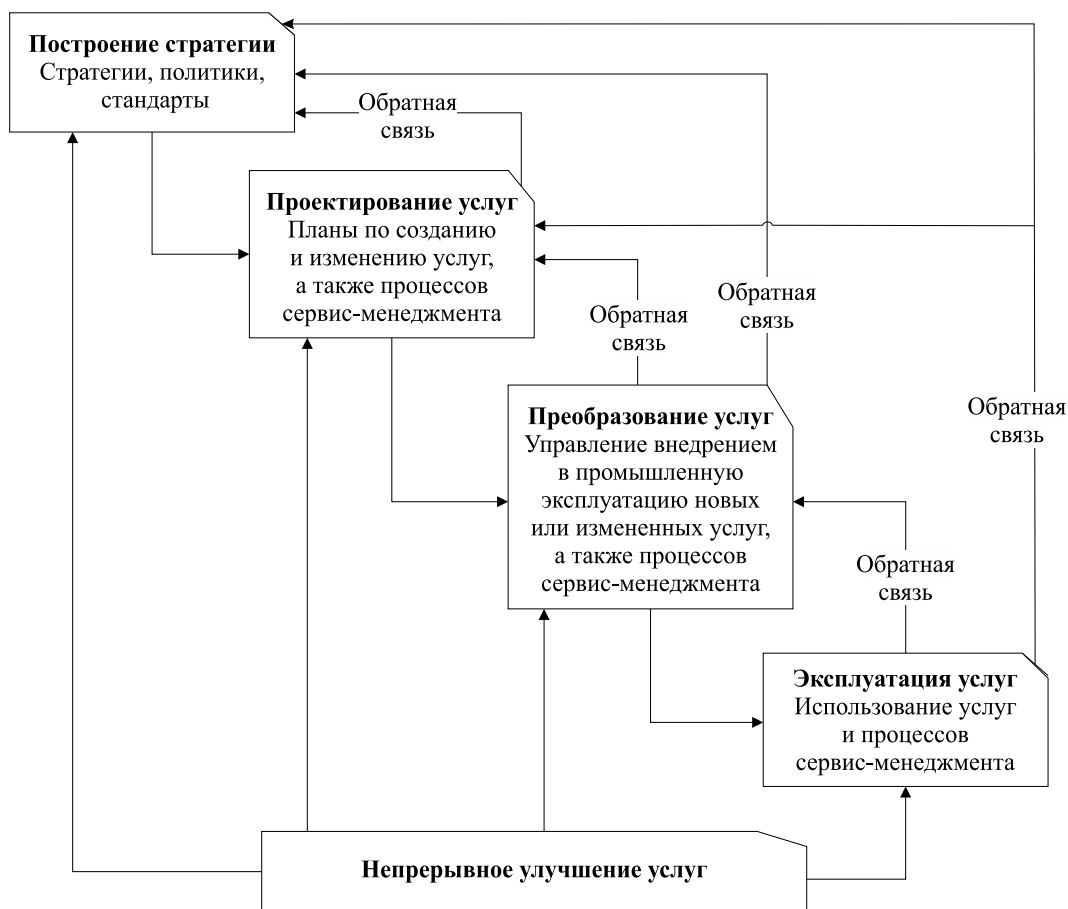 Построение стратегии
Стратегии, политики,
стандарты
Обратная
связь
Проектирование услуг
Планы по созданию
и изменению услуг,
а также процессов
сервис-менеджмента
Обратная
связь
Обратная
связь
Преобразование услуг
Управление внедрением
в промышленную
эксплуатацию новых
или измененных услуг,
а также процессов
сервис-менеджмента
Обратная
связь
Обратная
связь
Эксплуатация услуг
Использование услуг
и процессов
сервис-менеджмента
Непрерывное улучшение услуг